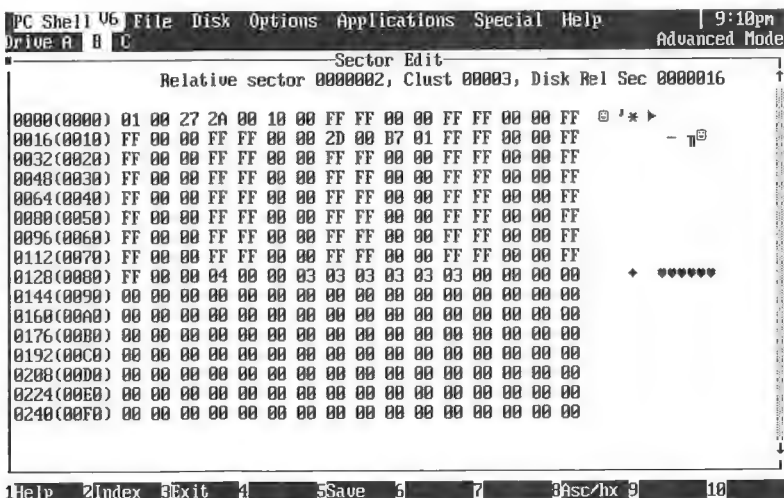 PC Shell V6 File Disk Options Applications Special Help 9:10pm
Drive A B C Advanced Mode
Sector Edit
Relative sector 0000002, Clust 00003, Disk Rel Sec 0000016
0000(0000) 01 00 27 2A 00 10 00 FF FF 00 00 FF FF 00 00 FF ☺ '* ►
0016(0010) FF 00 00 FF FF 00 00 2D 00 B7 01 FF FF 00 00 FF - ╖☺
0032(0020) FF 00 00 FF FF 00 00 FF FF 00 00 FF FF 00 00 FF
0048(0030) FF 00 00 FF FF 00 00 FF FF 00 00 FF FF 00 00 FF
0064(0040) FF 00 00 FF FF 00 00 FF FF 00 00 FF FF 00 00 FF
0080(0050) FF 00 00 FF FF 00 00 FF FF 00 00 FF FF 00 00 FF
0096(0060) FF 00 00 FF FF 00 00 FF FF 00 00 FF FF 00 00 FF
0112(0070) FF 00 00 FF FF 00 00 FF FF 00 00 FF FF 00 00 FF
0128(0080) FF 00 00 04 00 00 03 03 03 03 03 03 00 00 00 00 ♦ ♥♥♥♥♥♥
0144(0090) 00 00 00 00 00 00 00 00 00 00 00 00 00 00 00 00
0160(00A0) 00 00 00 00 00 00 00 00 00 00 00 00 00 00 00 00
0176(00B0) 00 00 00 00 00 00 00 00 00 00 00 00 00 00 00 00
0192(00C0) 00 00 00 00 00 00 00 00 00 00 00 00 00 00 00 00
0208(00D0) 00 00 00 00 00 00 00 00 00 00 00 00 00 00 00 00
0224(00E0) 00 00 00 00 00 00 00 00 00 00 00 00 00 00 00 00
0240(00F0) 00 00 00 00 00 00 00 00 00 00 00 00 00 00 00 00
1Help 2Index 3Exit 4 5Save 6 7 8Asc/hx 9 10